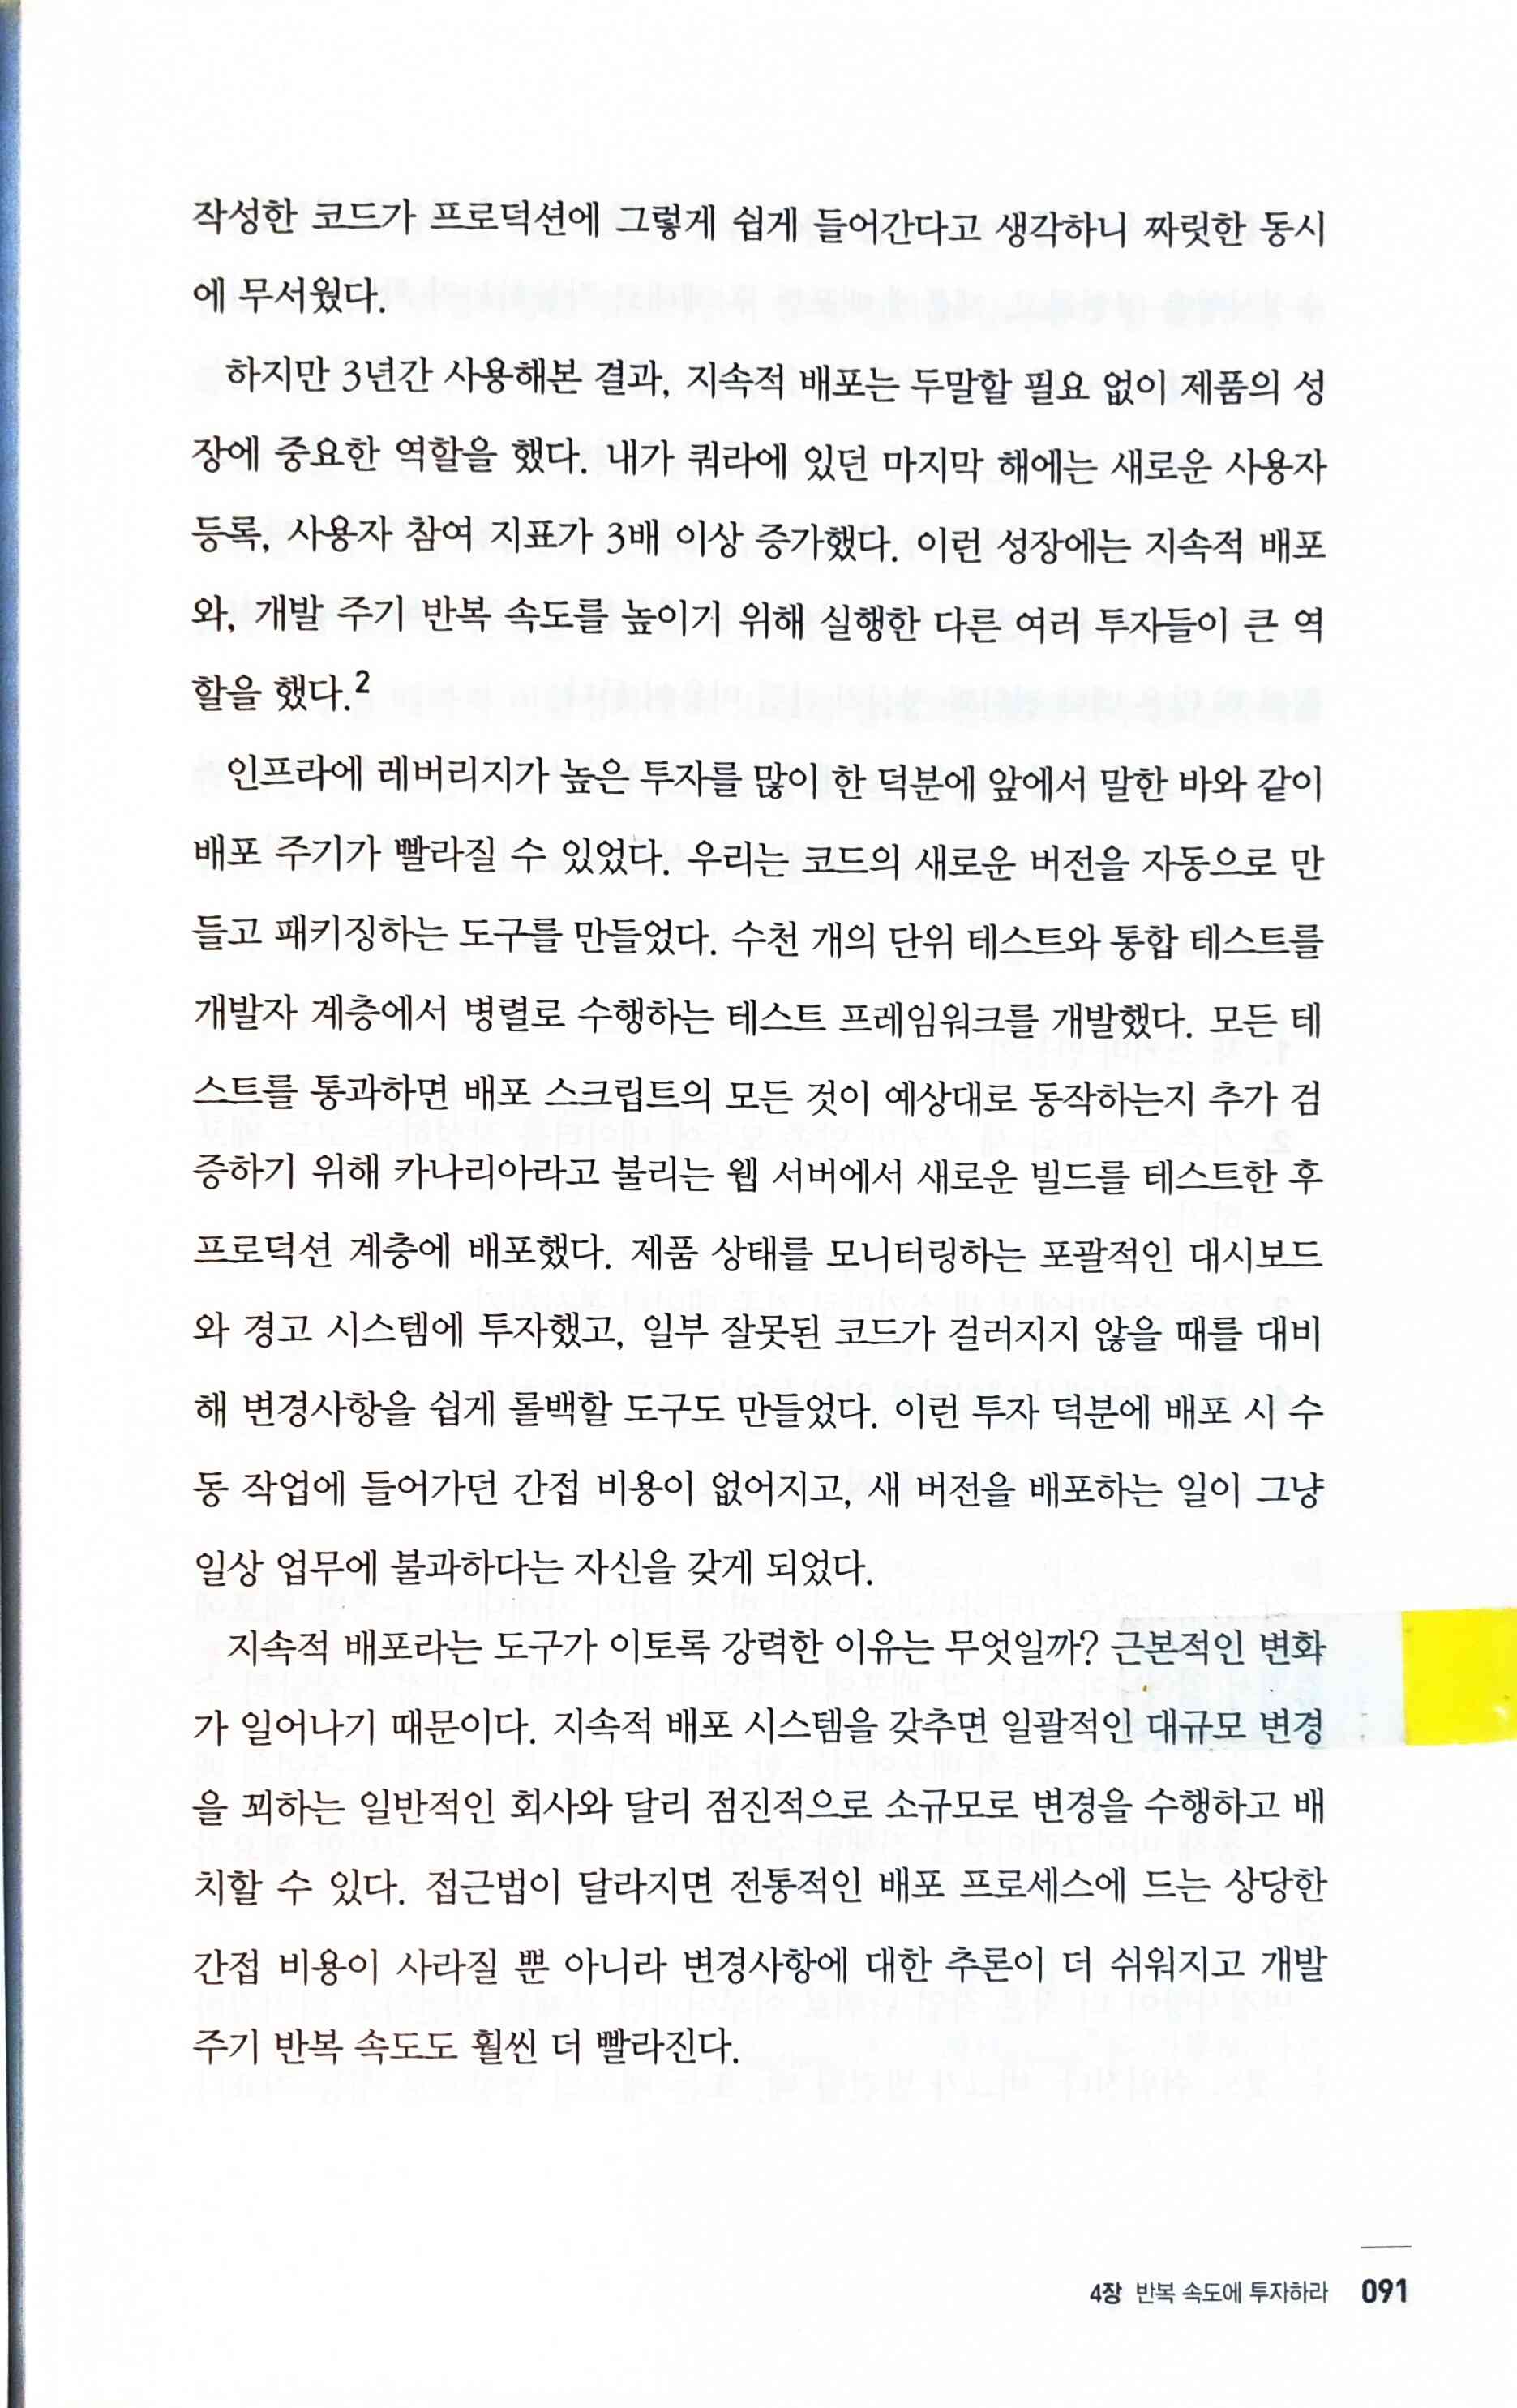 작성한 코드가 프로덕션에 그렇게 쉽게 들어간다고 생각하니 짜릿한 동시
에 무서웠다.
하지만 3년간 사용해본 결과, 지속적 배포는 두말할 필요 없이 제품의 성
장에 중요한 역할을 했다. 내가 쿼라에 있던 마지막 해에는 새로운 사용자
등록, 사용자 참여 지표가 3배 이상 증가했다. 이런 성장에는 지속적 배포
와, 개발 주기 반복 속도를 높이기 위해 실행한 다른 여러 투자들이 큰 역
할을 했다.2
인프라에 레버리지가 높은 투자를 많이 한 덕분에 앞에서 말한 바와 같이
배포 주기가 빨라질 수 있었다. 우리는 코드의 새로운 버전을 자동으로 만
들고 패키징하는 도구를 만들었다. 수천 개의 단위 테스트와 통합 테스트를
개발자 계층에서 병렬로 수행하는 테스트 프레임워크를 개발했다. 모든 테
스트를 통과하면 배포 스크립트의 모든 것이 예상대로 동작하는지 추가 검
증하기 위해 카나리아라고 불리는 웹 서버에서 새로운 빌드를 테스트한 후
프로덕션 계층에 배포했다. 제품 상태를 모니터링하는 포괄적인 대시보드
와 경고 시스템에 투자했고, 일부 잘못된 코드가 걸러지지 않을 때를 대비
해 변경사항을 쉽게 롤백할 도구도 만들었다. 이런 투자 덕분에 배포 시 수
동 작업에 들어가던 간접 비용이 없어지고, 새 버전을 배포하는 일이 그냥
일상 업무에 불과하다는 자신을 갖게 되었다.
지속적 배포라는 도구가 이토록 강력한 이유는 무엇일까? 근본적인 변화
가 일어나기 때문이다. 지속적 배포 시스템을 갖추면 일괄적인 대규모 변경
을 꾀하는 일반적인 회사와 달리 점진적으로 소규모로 변경을 수행하고 배
치할 수 있다. 접근법이 달라지면 전통적인 배포 프로세스에 드는 상당한
간접 비용이 사라질 뿐 아니라 변경사항에 대한 추론이 더 쉬워지고 개발
주기 반복 속도도 훨씬 더 빨라진다.
4장 반복 속도에 투자하라 091